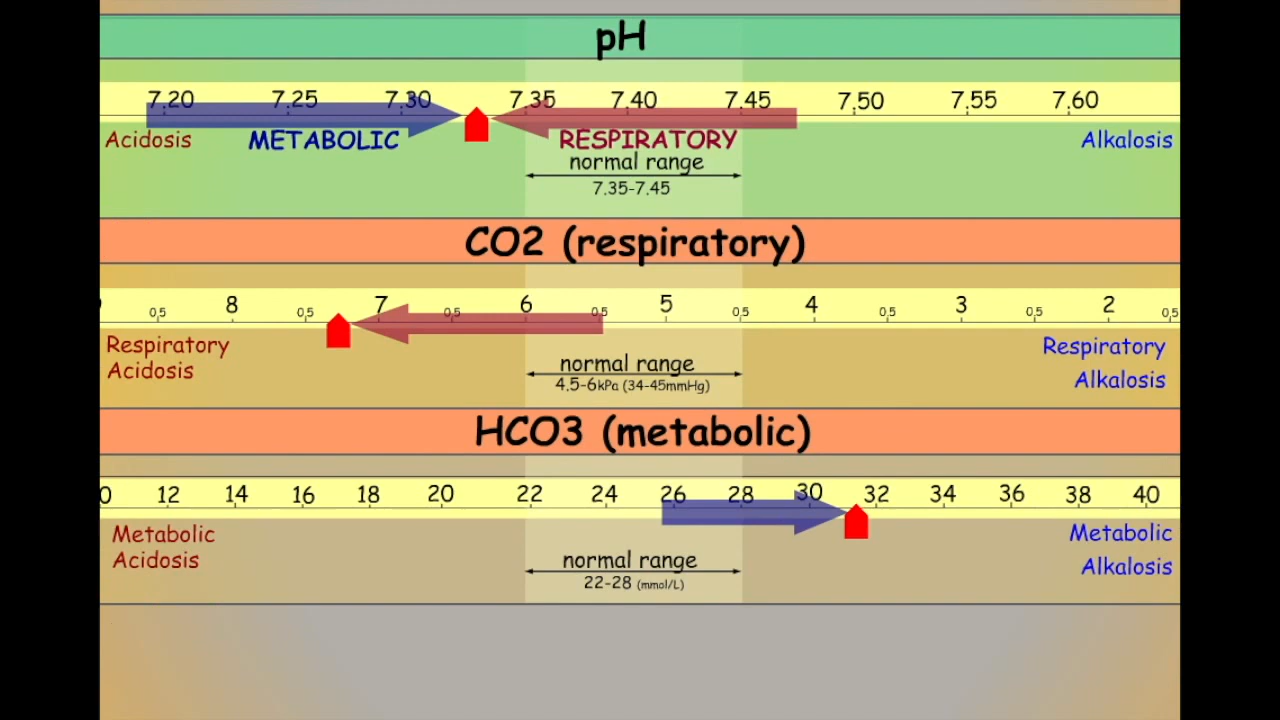 pH
7.20 7.25 7.30 7.35 7.40 7.45 7.50 7.55 7.60
Acidosis METABOLIC RESPIRATORY Alkalosis
normal range
7.35-7.45
CO2 (respiratory)
8 7 6 5 4 3 2
0,5 0,5 0,5 0,5 0,5 0,5 0,5 0,5
Respiratory Acidosis
normal range
4.5-6kPa (34-45mmHg)
Respiratory Alkalosis
HCO3 (metabolic)
0 12 14 16 18 20 22 24 26 28 30 32 34 36 38 40
Metabolic Acidosis
normal range
22-28 (mmol/L)
Metabolic Alkalosis